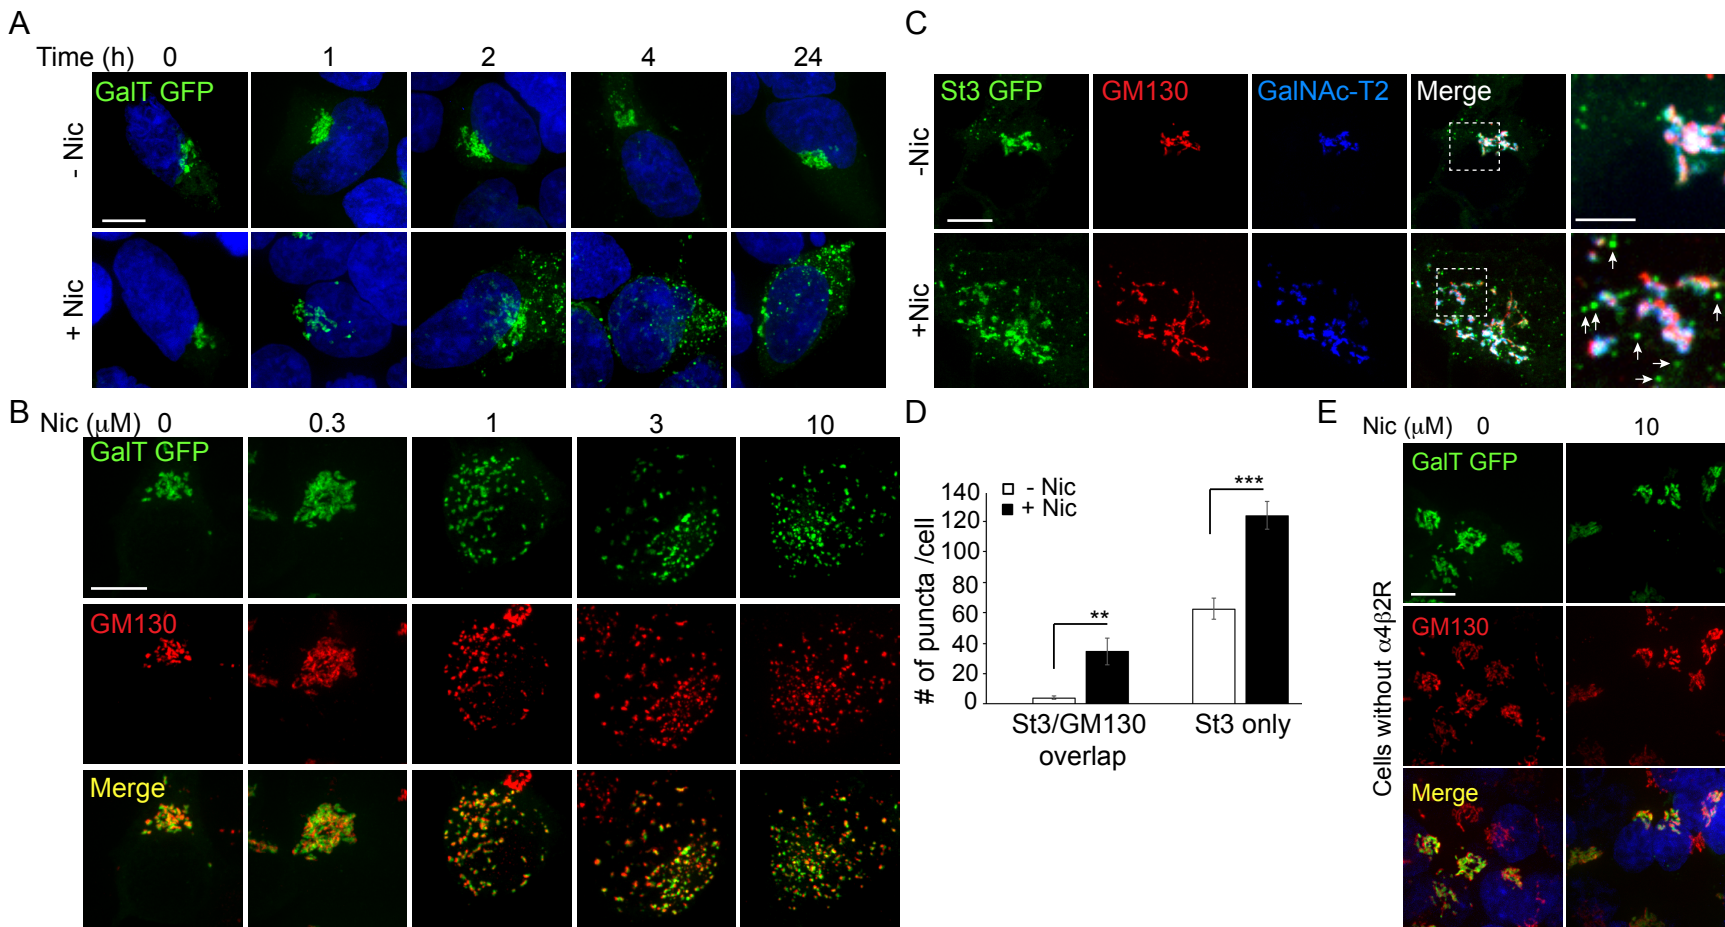 A
Time (h) 0 1 2 4 24
GalT GFP
- Nic
+ Nic
B
Nic (μM) 0 0.3 1 3 10
GalT GFP
GM130
Merge
C
St3 GFP GM130 GalNAc-T2 Merge
-Nic
+Nic
D
140
120
100
80
60
40
20
0
# of puncta /cell
- Nic
+ Nic
**
***
St3/GM130
overlap
St3 only
E
Nic (μM) 0 10
GalT GFP
GM130
Merge
Cells without α4β2R